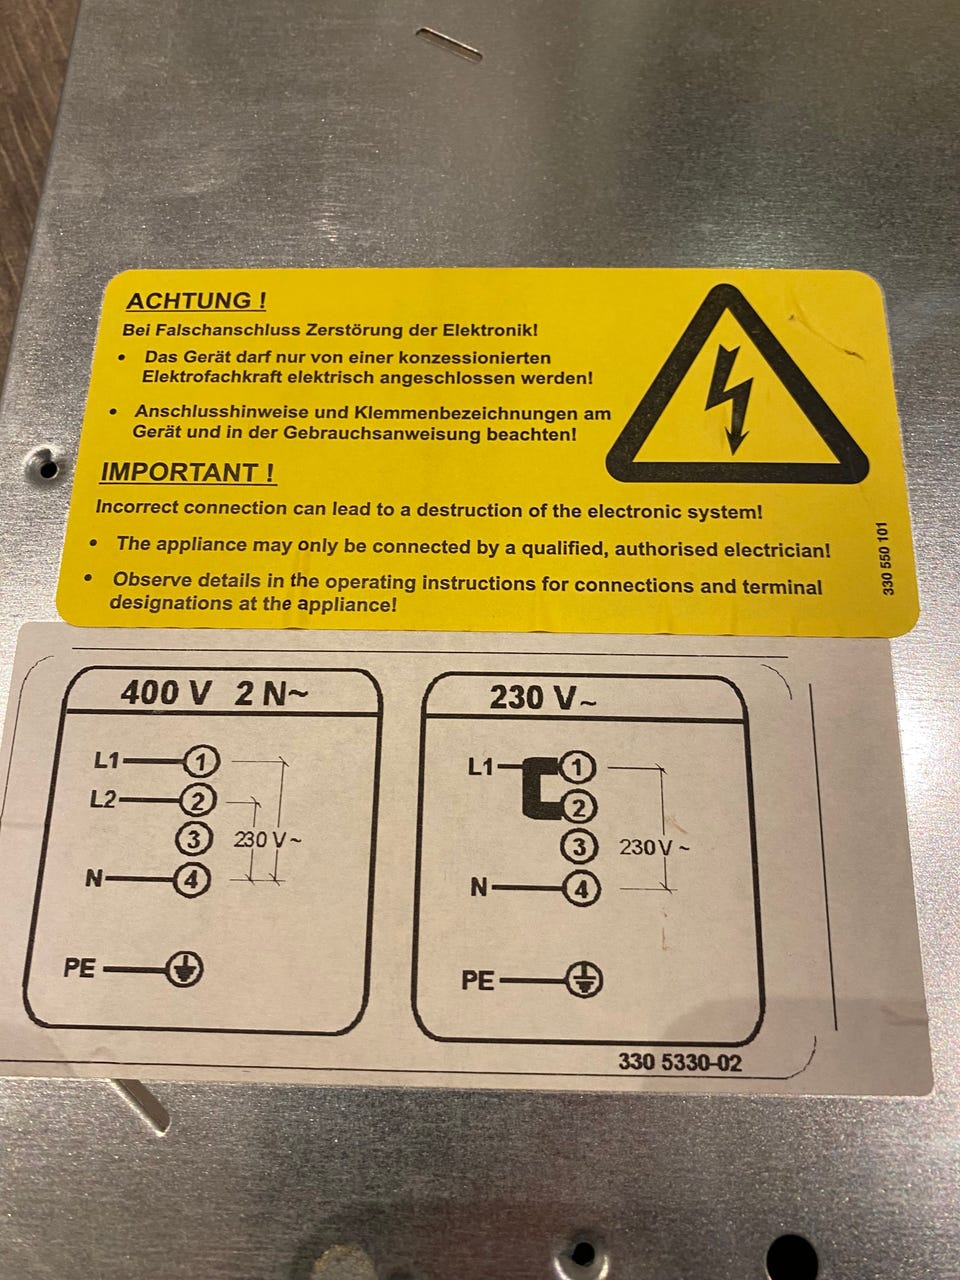 ACHTUNG !
Bei Falschanschluss Zerstörung der Elektronik!
• Das Gerät darf nur von einer konzessionierten
Elektrofachkraft elektrisch angeschlossen werden!
• Anschlusshinweise und Klemmenbezeichnungen am
Gerät und in der Gebrauchsanweisung beachten!
IMPORTANT !
Incorrect connection can lead to a destruction of the electronic system!
• The appliance may only be connected by a qualified, authorised electrician!
• Observe details in the operating instructions for connections and terminal
designations at the appliance!
330 550 101
400 V 2 N~
L1 1
L2 2
3 230 V~
N 4
PE
230 V~
L1 1
2
3 230V~
N 4
PE
330 5330-02